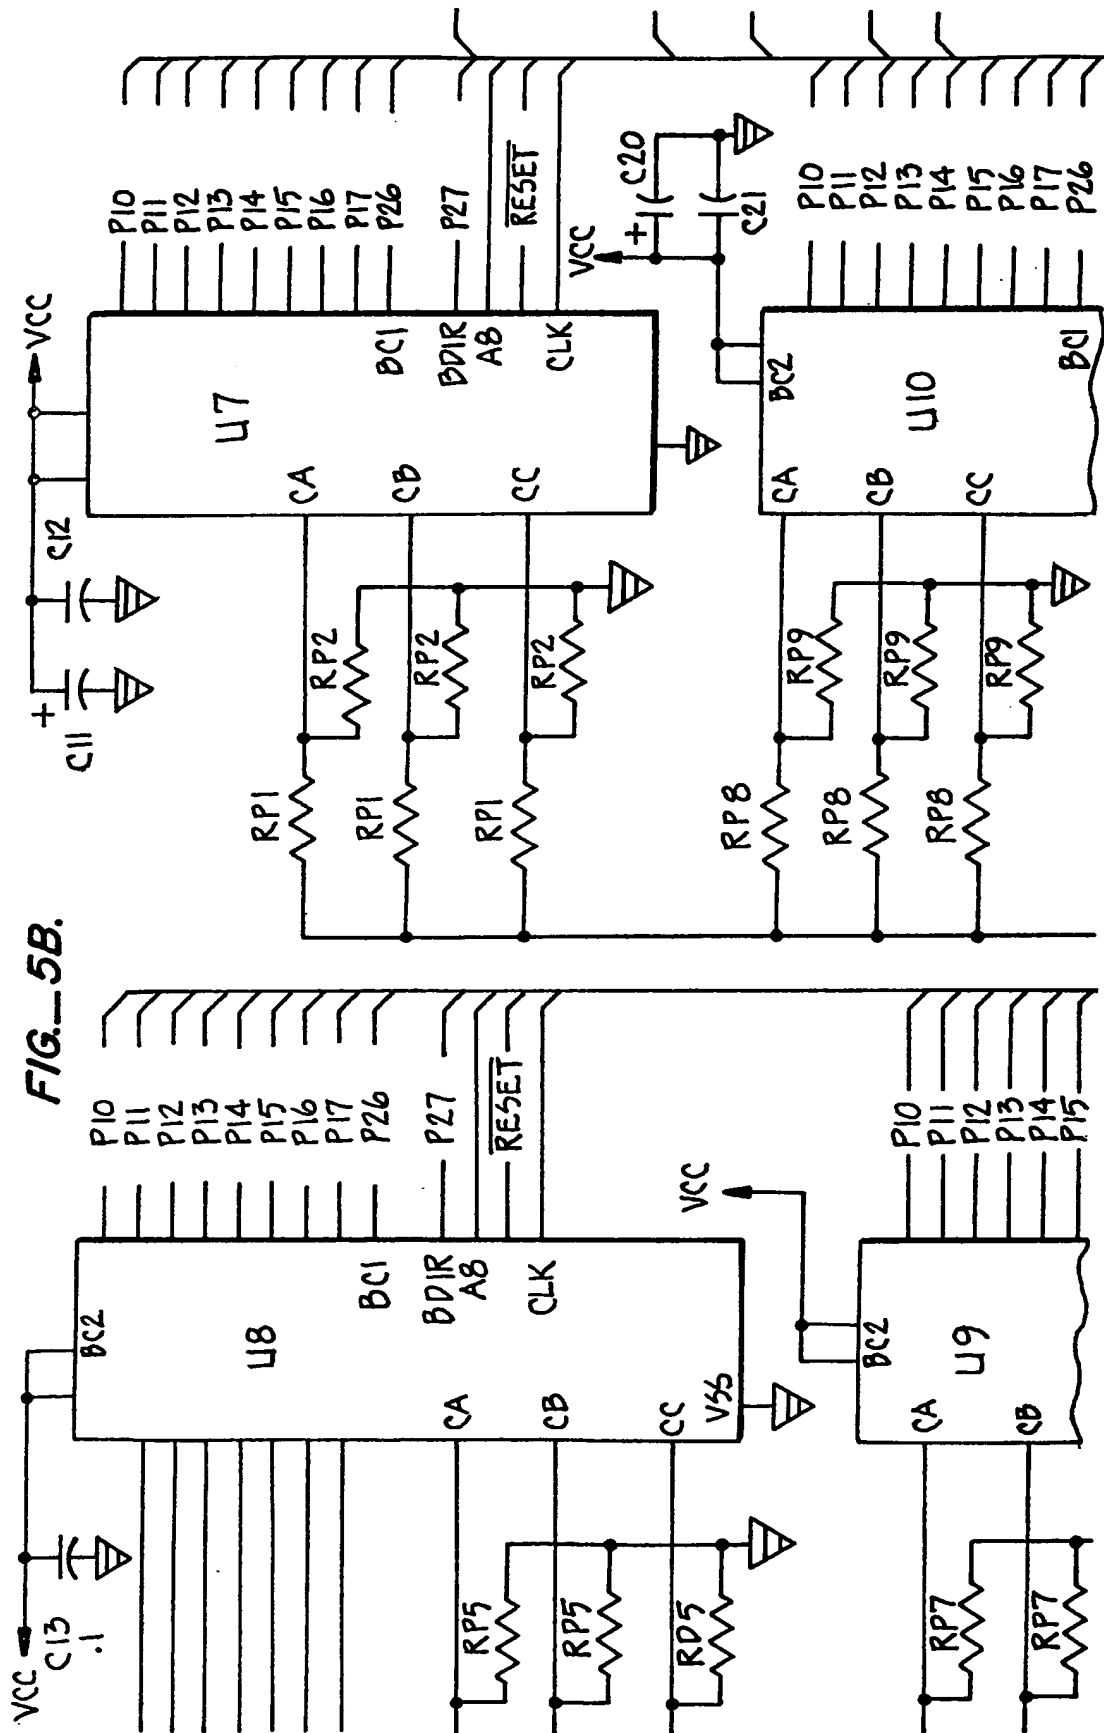 FIG.__5B.
VCC
C12
+
C11
U7
P10
P11
P12
P13
P14
P15
P16
P17
BC1
P26
BDIR
P27
A8
RESET
CLK
CA
CB
CC
RP1
RP2
RP1
RP2
RP1
RP2
VCC
+
C20
C21
BC2
U10
P10
P11
P12
P13
P14
P15
P16
P17
P26
BC1
CA
CB
CC
RP8
RP9
RP8
RP9
RP8
RP9
VCC
C13
.1
BC2
U8
P10
P11
P12
P13
P14
P15
P16
P17
BC1
P26
BDIR
P27
A8
RESET
CLK
CA
CB
CC
VSS
RP5
RP5
RD5
VCC
BC2
U9
P10
P11
P12
P13
P14
P15
CA
CB
RP7
RP7